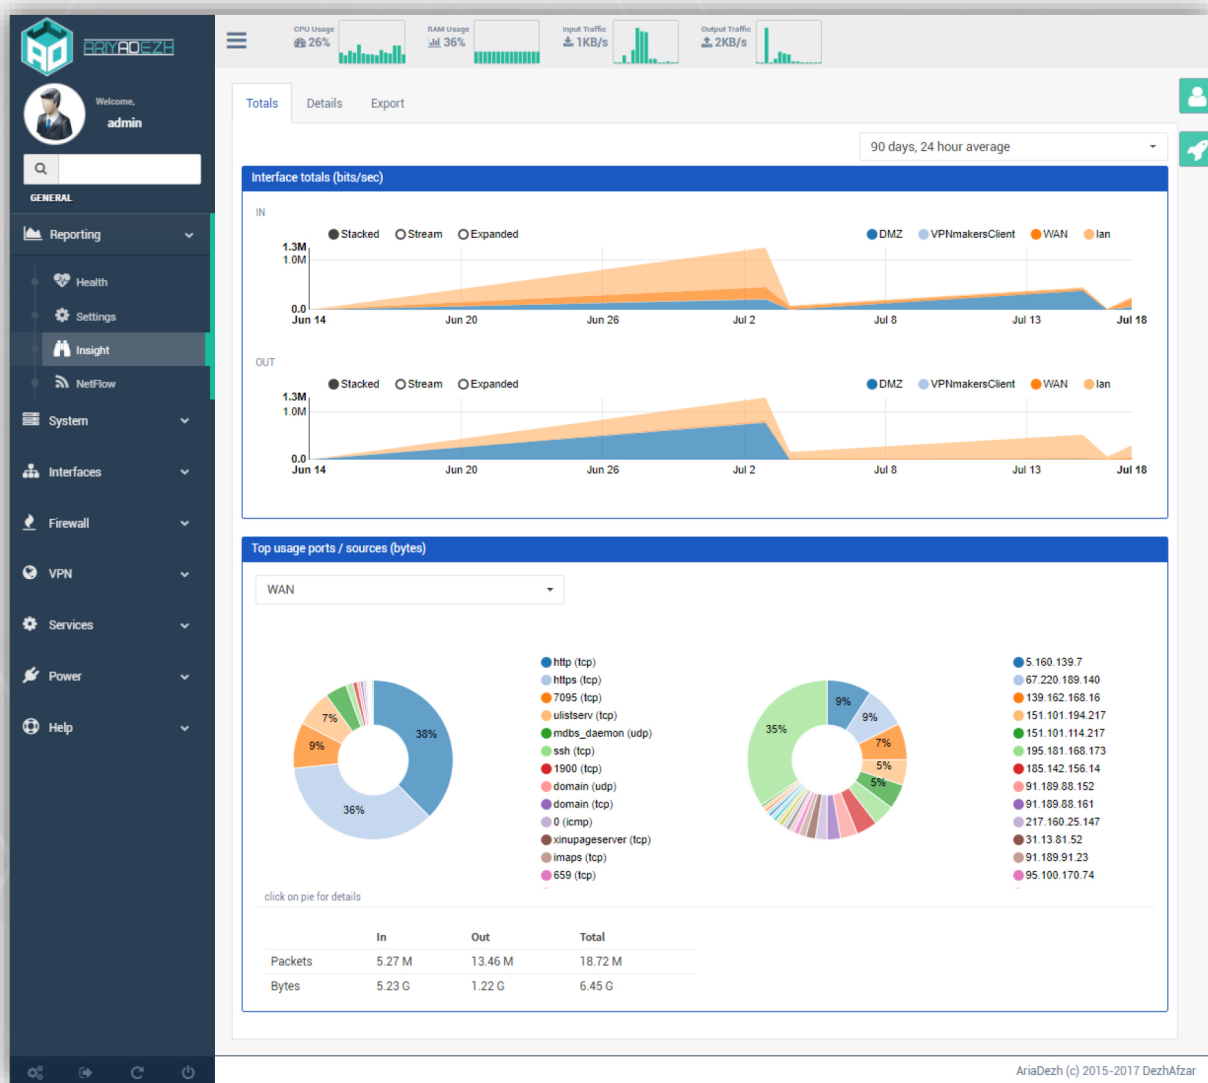 ARIYADEZH
CPU Usage
26%
RAM Usage
36%
Input Traffic
1KB/s
Output Traffic
2KB/s
Welcome,
admin
GENERAL
Reporting
Health
Settings
Insight
NetFlow
System
Interfaces
Firewall
VPN
Services
Power
Help
Totals Details Export
90 days, 24 hour average
Interface totals (bits/sec)
IN
Stacked Stream Expanded
DMZ VPNmakersClient WAN lan
1.3M
1.0M
0.0
Jun 14 Jun 20 Jun 26 Jul 2 Jul 8 Jul 13 Jul 18
OUT
Stacked Stream Expanded
DMZ VPNmakersClient WAN lan
1.3M
1.0M
0.0
Jun 14 Jun 20 Jun 26 Jul 2 Jul 8 Jul 13 Jul 18
Top usage ports / sources (bytes)
WAN
38%
36%
9%
7%
http (tcp)
https (tcp)
7095 (tcp)
ulistserv (tcp)
mdbs_daemon (udp)
ssh (tcp)
1900 (tcp)
domain (udp)
domain (tcp)
0 (icmp)
xinupageserver (tcp)
imaps (tcp)
659 (tcp)
9%
9%
7%
5%
5%
35%
5.160.139.7
67.220.189.140
139.162.168.16
151.101.194.217
151.101.114.217
195.181.168.173
185.142.156.14
91.189.88.152
91.189.88.161
217.160.25.147
31.13.81.52
91.189.91.23
95.100.170.74
click on pie for details
In Out Total
Packets 5.27 M 13.46 M 18.72 M
Bytes 5.23 G 1.22 G 6.45 G
AriaDezh (c) 2015-2017 DezhAfzar